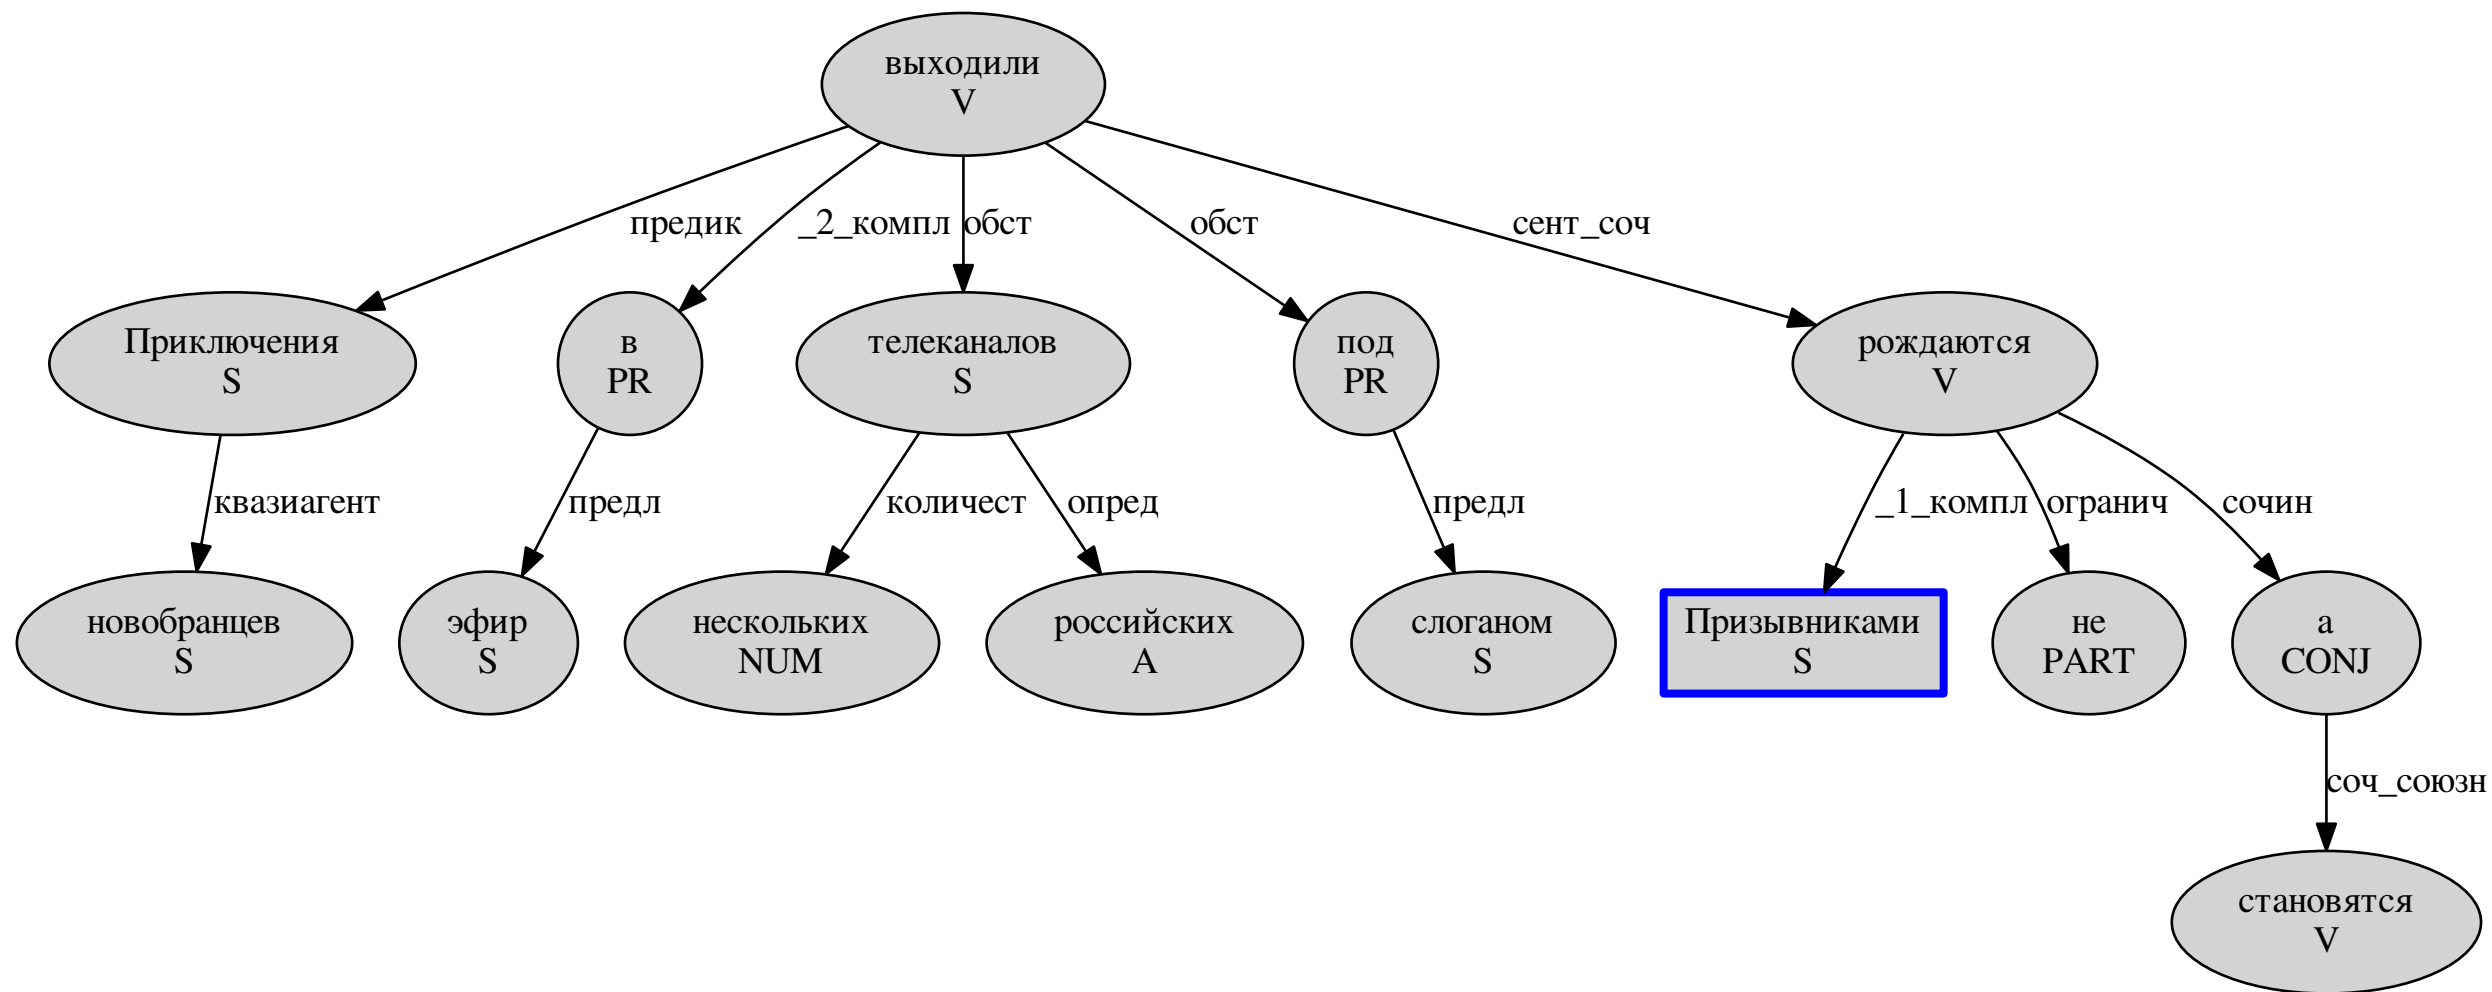 выходили
V
предик
_2_компл
обст
обст
сент_соч
Приключения
S
в
PR
телеканалов
S
под
PR
рождаются
V
квазиагент
предл
количест
опред
предл
_1_компл
огранич
сочин
новобранцев
S
эфир
S
нескольких
NUM
российских
A
слоганом
S
Призывниками
S
не
PART
а
CONJ
соч_союзн
становятся
V